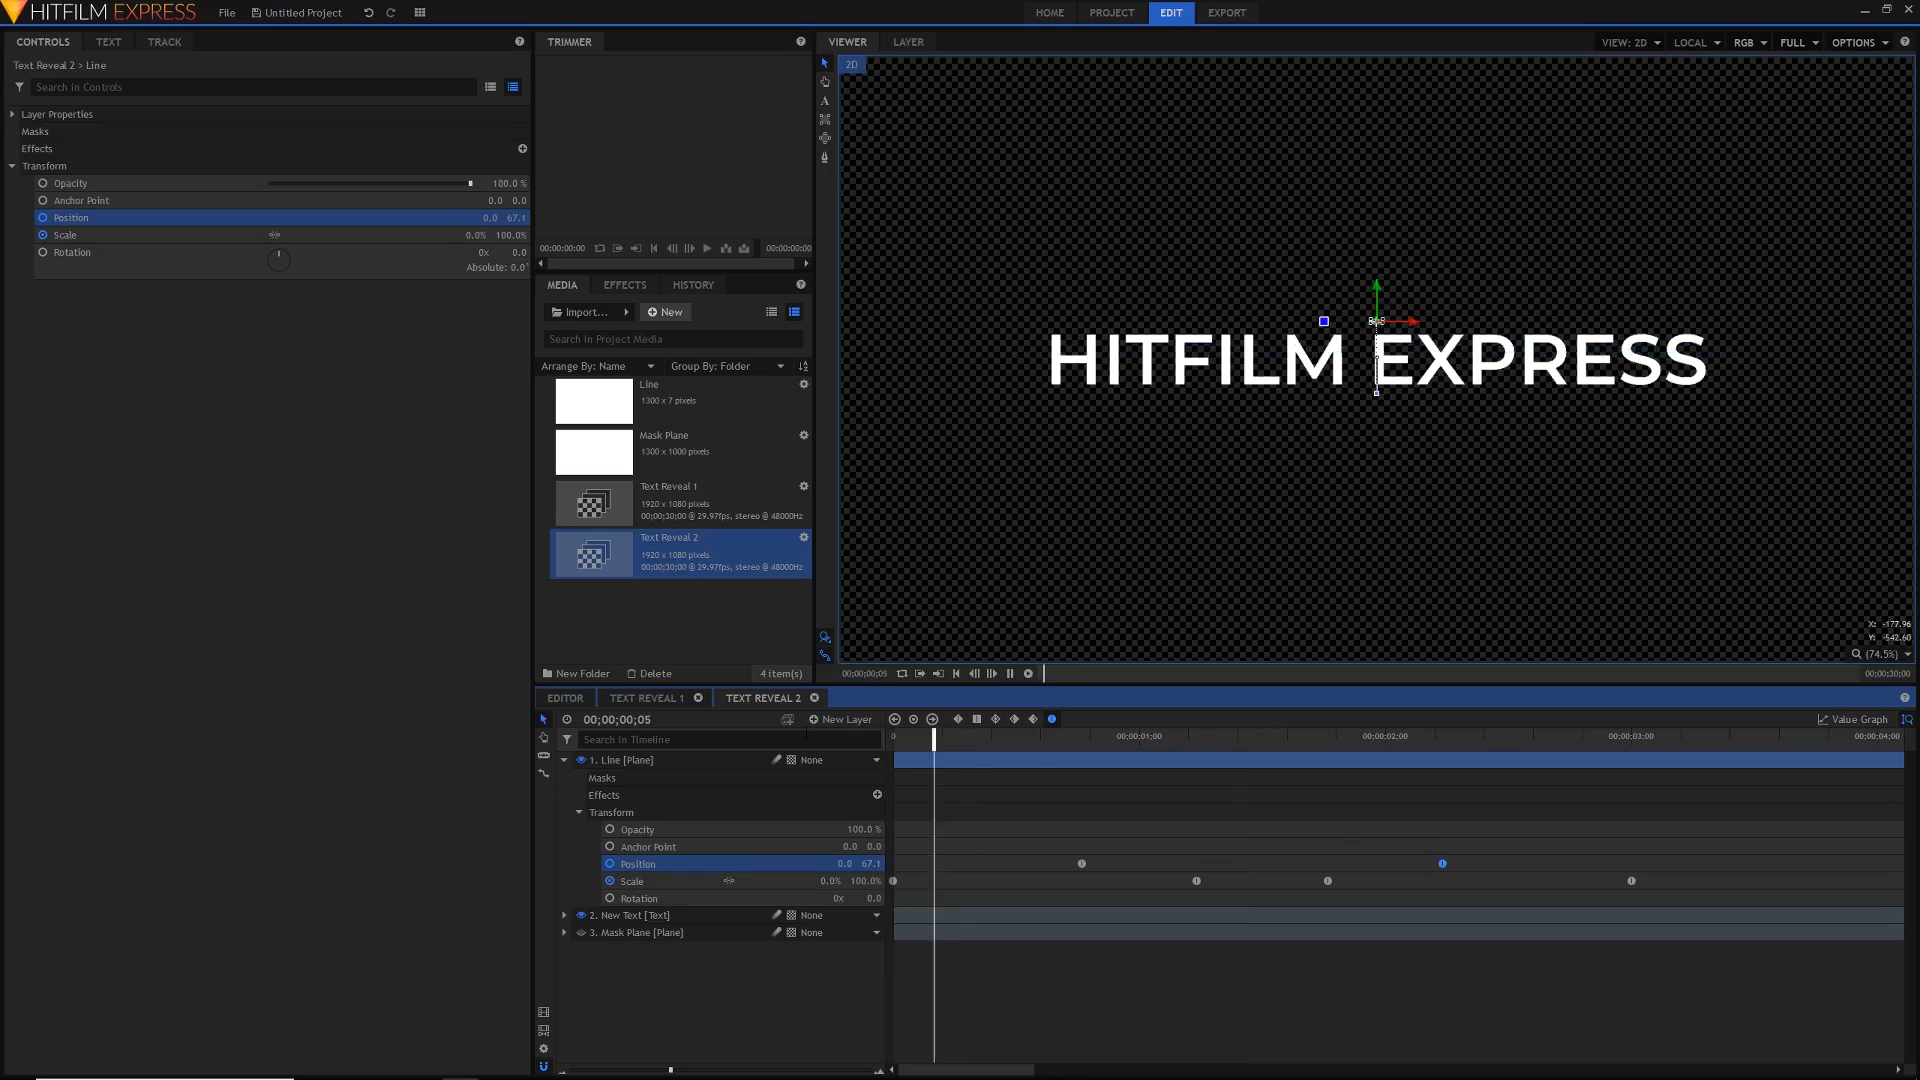 HITFILM EXPRESS File Untitled Project HOME PROJECT EDIT EXPORT
CONTROLS TEXT TRACK
Text Reveal 2 > Line
Search in Controls
Layer Properties
Masks
Effects
Transform
Opacity 100.0 %
Anchor Point 0.0 0.0
Position 0.0 67.1
Scale 0.0% 100.0%
Rotation 0x 0.0
Absolute: 0.0°
TRIMMER
00:00:00:00 00:00:00:00
MEDIA EFFECTS HISTORY
Import... New
Search in Project Media
Arrange By: Name Group By: Folder
Line
1300 x 7 pixels
Mask Plane
1300 x 1000 pixels
Text Reveal 1
1920 x 1080 pixels
00;00;30;00 @ 29.97fps, stereo @ 48000Hz
Text Reveal 2
1920 x 1080 pixels
00;00;30;00 @ 29.97fps, stereo @ 48000Hz
New Folder Delete 4 item(s)
VIEWER LAYER VIEW: 2D LOCAL RGB FULL OPTIONS
2D
A
HITFILM EXPRESS
X: -177.96
Y: -542.60
(74.5%)
00;00;00;05 00;00;30;00
EDITOR TEXT REVEAL 1 TEXT REVEAL 2
00;00;00;05 New Layer Value Graph
Search in Timeline
0 00;00;01;00 00;00;02;00 00;00;03;00 00;00;04;00
1. Line [Plane] None
Masks
Effects
Transform
Opacity 100.0 %
Anchor Point 0.0 0.0
Position 0.0 67.1
Scale 0.0% 100.0%
Rotation 0x 0.0
2. New Text [Text] None
3. Mask Plane [Plane] None